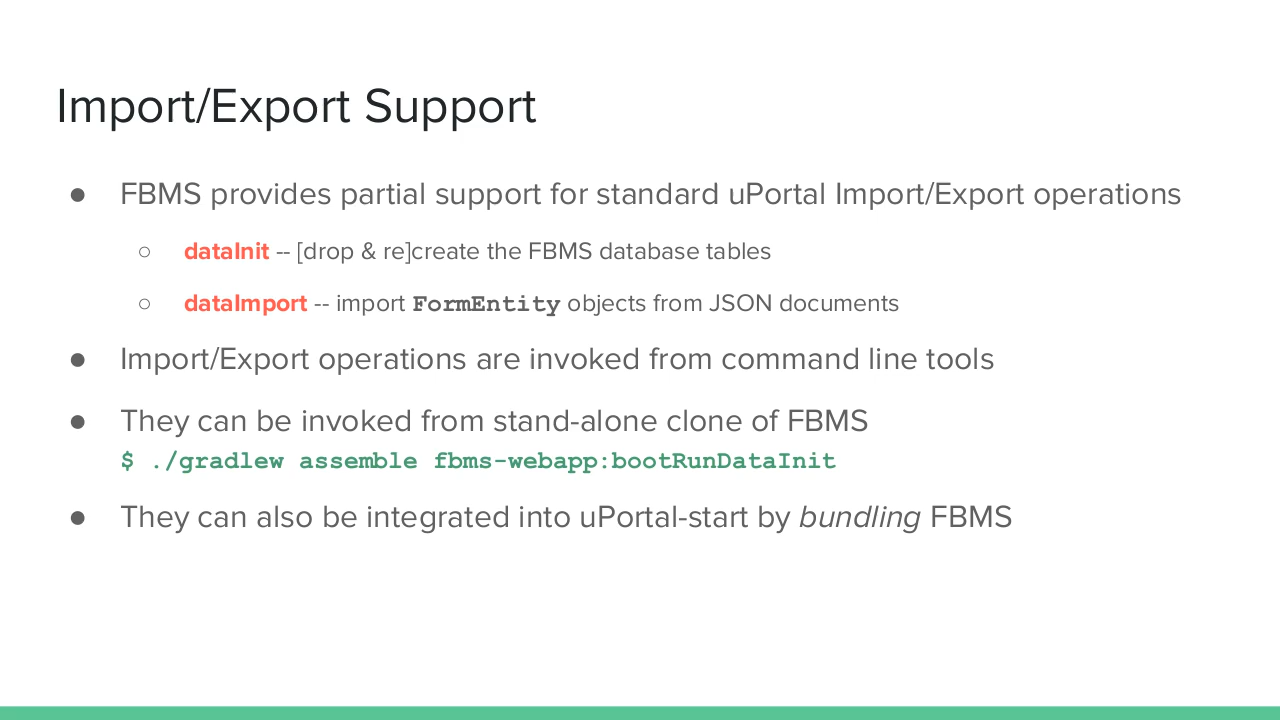 Import/Export Support
● FBMS provides partial support for standard uPortal Import/Export operations
○ dataInit -- [drop & re]create the FBMS database tables
○ dataImport -- import FormEntity objects from JSON documents
● Import/Export operations are invoked from command line tools
● They can be invoked from stand-alone clone of FBMS
$ ./gradlew assemble fbms-webapp:bootRunDataInit
● They can also be integrated into uPortal-start by bundling FBMS